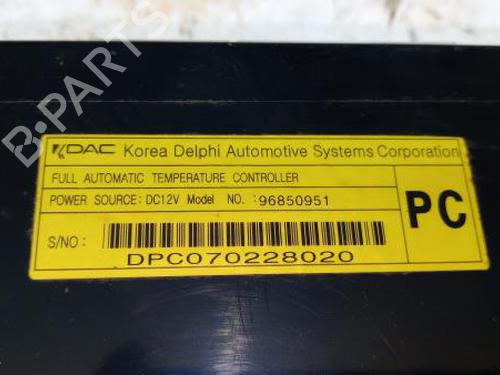 KDAC Korea Delphi Automotive Systems Corporation
FULL AUTOMATIC TEMPERATURE CONTROLLER
POWER SOURCE: DC12V Model NO. :96850951
PC
S/NO:
DPC070228020
B-PARTS